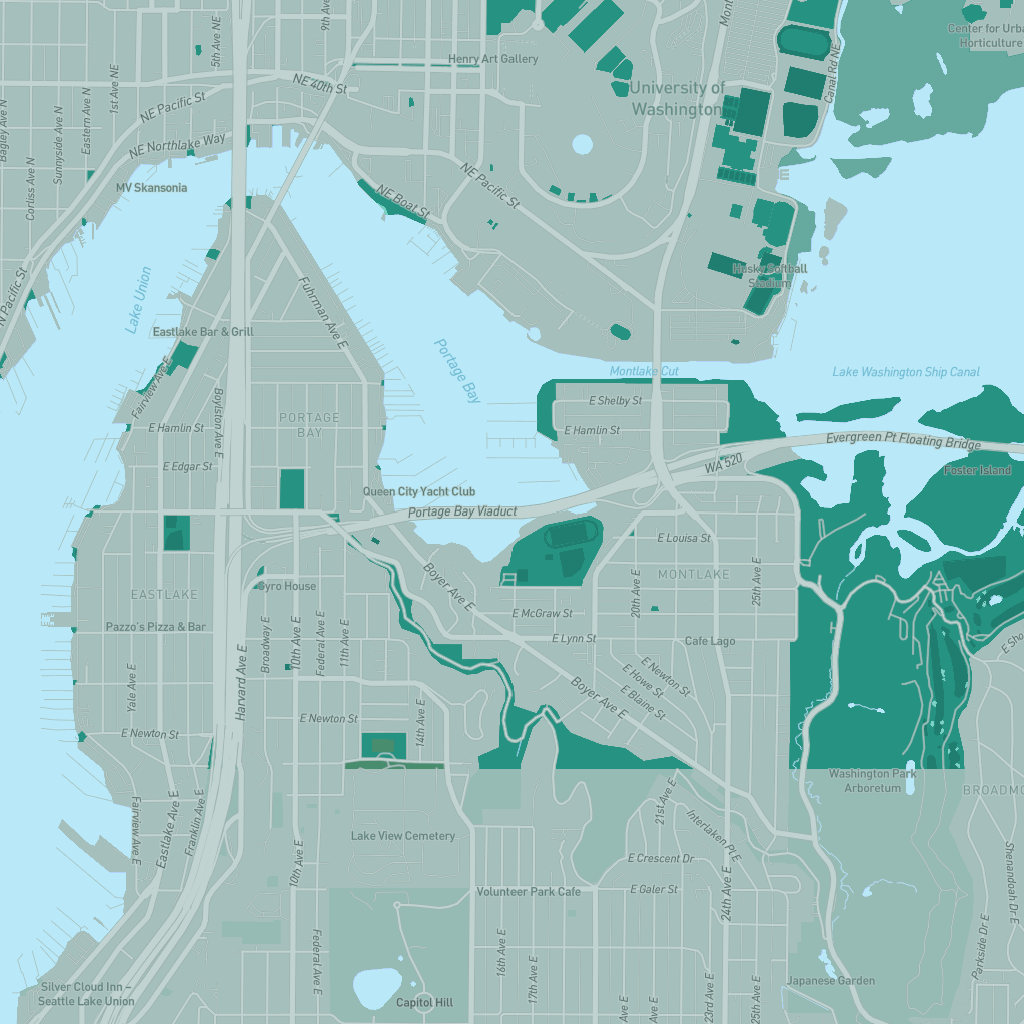 5th Ave NE
9th Ave
Mont
Center for Urba
Horticulture
Henry Art Gallery
1st Ave NE
NE 40th St
NE Pacific St
University of
Washington
Canal Rd NE
Bagley Ave N
Sunnyside Ave N
Eastern Ave N
NE Northlake Way
Corliss Ave N
MV Skansonia
NE Pacific St
NE Boat St
N Pacific St
Lake Union
Husky Softball
Stadium
Fuhrman Ave E
Eastlake Bar & Grill
Portage Bay
Montlake Cut
Lake Washington Ship Canal
Fairview Ave E
Boylston Ave E
E Shelby St
PORTAGE
BAY
E Hamlin St
E Hamlin St
Evergreen Pt Floating Bridge
WA 520
E Edgar St
Foster Island
Queen City Yacht Club
Portage Bay Viaduct
E Louisa St
MONTLAKE
25th Ave E
Boyer Ave E
20th Ave E
Gyro House
EASTLAKE
E McGraw St
Pazzo's Pizza & Bar
Broadway E
10th Ave E
Federal Ave E
11th Ave E
E Lynn St
Cafe Lago
E Sho
Yale Ave E
Harvard Ave E
E Newton St
E Howe St
E Blaine St
Boyer Ave E
14th Ave E
E Newton St
E Newton St
Washington Park
Arboretum
BROADMO
Fairview Ave E
Eastlake Ave E
Franklin Ave E
Lake View Cemetery
21st Ave E
Interlaken Pl E
E Crescent Dr
10th Ave E
Volunteer Park Cafe
E Galer St
24th Ave E
Shenandoah Dr E
Federal Ave E
16th Ave E
17th Ave E
Parkside Dr E
Silver Cloud Inn –
Seattle Lake Union
Capitol Hill
Ave E
Ave E
23rd Ave E
25th Ave E
Japanese Garden